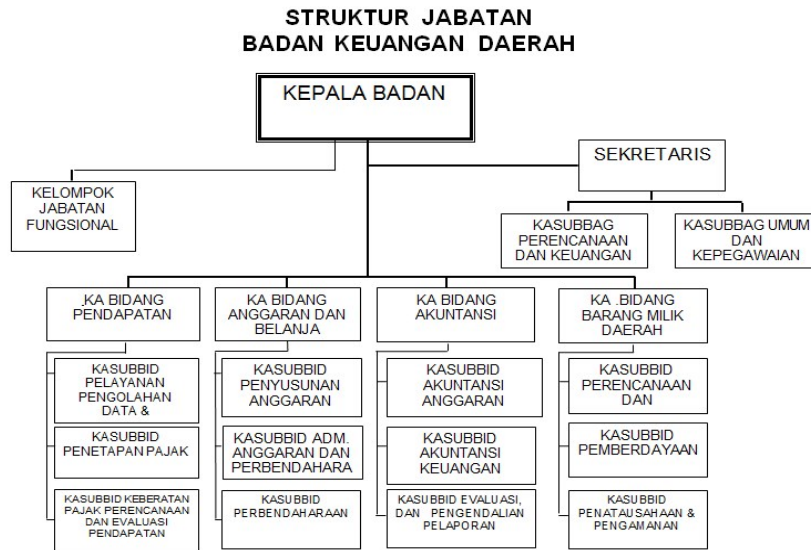 STRUKTUR JABATAN
BADAN KEUANGAN DAERAH
KEPALA BADAN
SEKRETARIS
KELOMPOK
JABATAN
FUNGSIONAL
KASUBBAG
PERENCANAAN
DAN KEUANGAN
KASUBBAG UMUM
DAN
KEPEGAWAIAN
KA BIDANG
PENDAPATAN
KA BIDANG
ANGGARAN DAN
BELANJA
KA BIDANG
AKUNTANSI
KA .BIDANG
BARANG MILIK
DAERAH
KASUBBID
PELAYANAN
PENGOLAHAN
DATA &
KASUBBID
PENYUSUNAN
ANGGARAN
KASUBBID
AKUNTANSI
ANGGARAN
KASUBBID
PERENCANAAN
DAN
KASUBBID
PENETAPAN PAJAK
KASUBBID ADM.
ANGGARAN DAN
PERBENDAHARA
KASUBBID
AKUNTANSI
KEUANGAN
KASUBBID
PEMBERDAYAAN
KASUBBID KEBERATAN
PAJAK PERENCANAAN
DAN EVALUASI
PENDAPATAN
KASUBBID
PERBENDAHARAAN
KASUBBID EVALUASI,
DAN PENGENDALIAN
PELAPORAN
KASUBBID
PENATAUSAHAAN &
PENGAMANAN